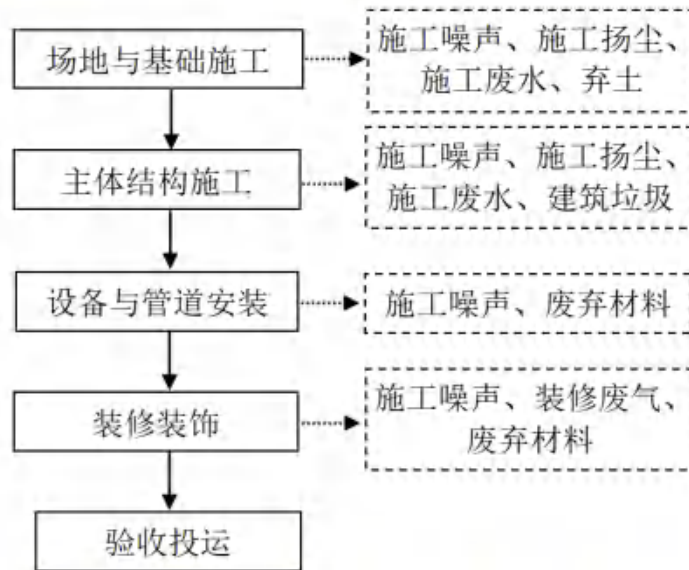 场地与基础施工
施工噪声、施工扬尘、
施工废水、弃土
主体结构施工
施工噪声、施工扬尘、
施工废水、建筑垃圾
设备与管道安装
施工噪声、废弃材料
装修装饰
施工噪声、装修废气、
废弃材料
验收投运